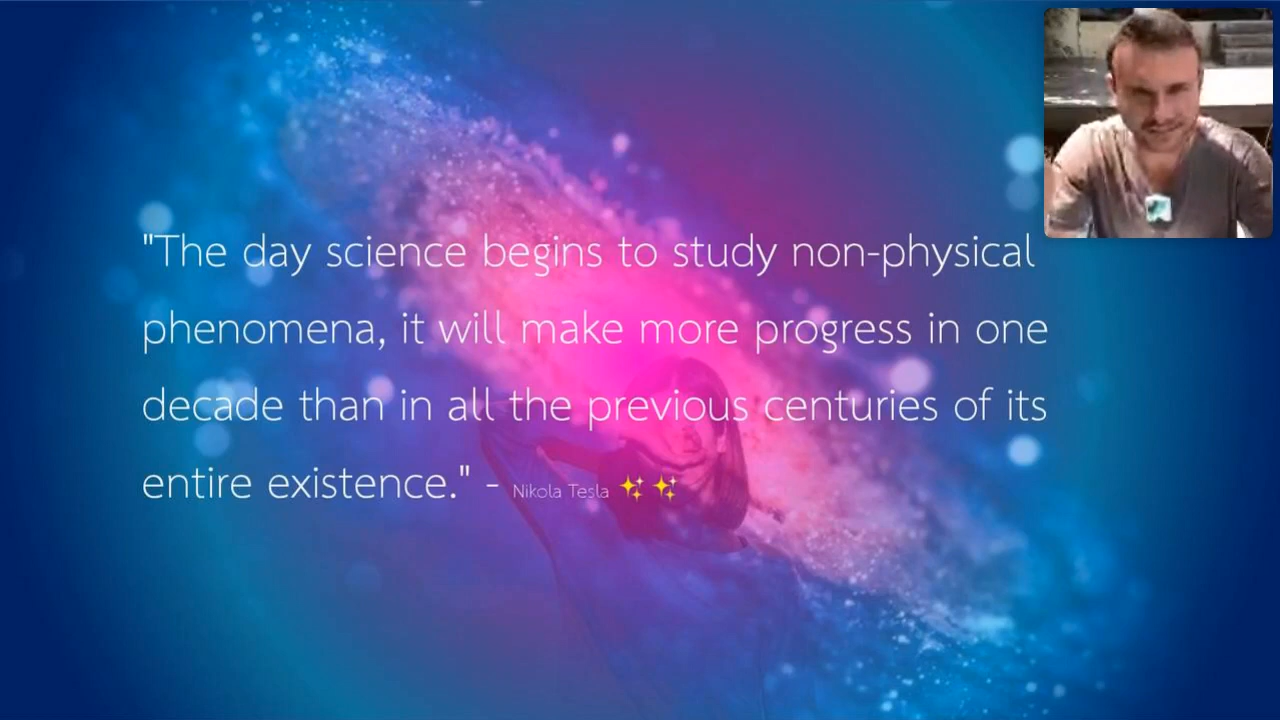 "The day science begins to study non-physical
phenomena, it will make more progress in one
decade than in all the previous centuries of its
entire existence." - Nikola Tesla ✨✨